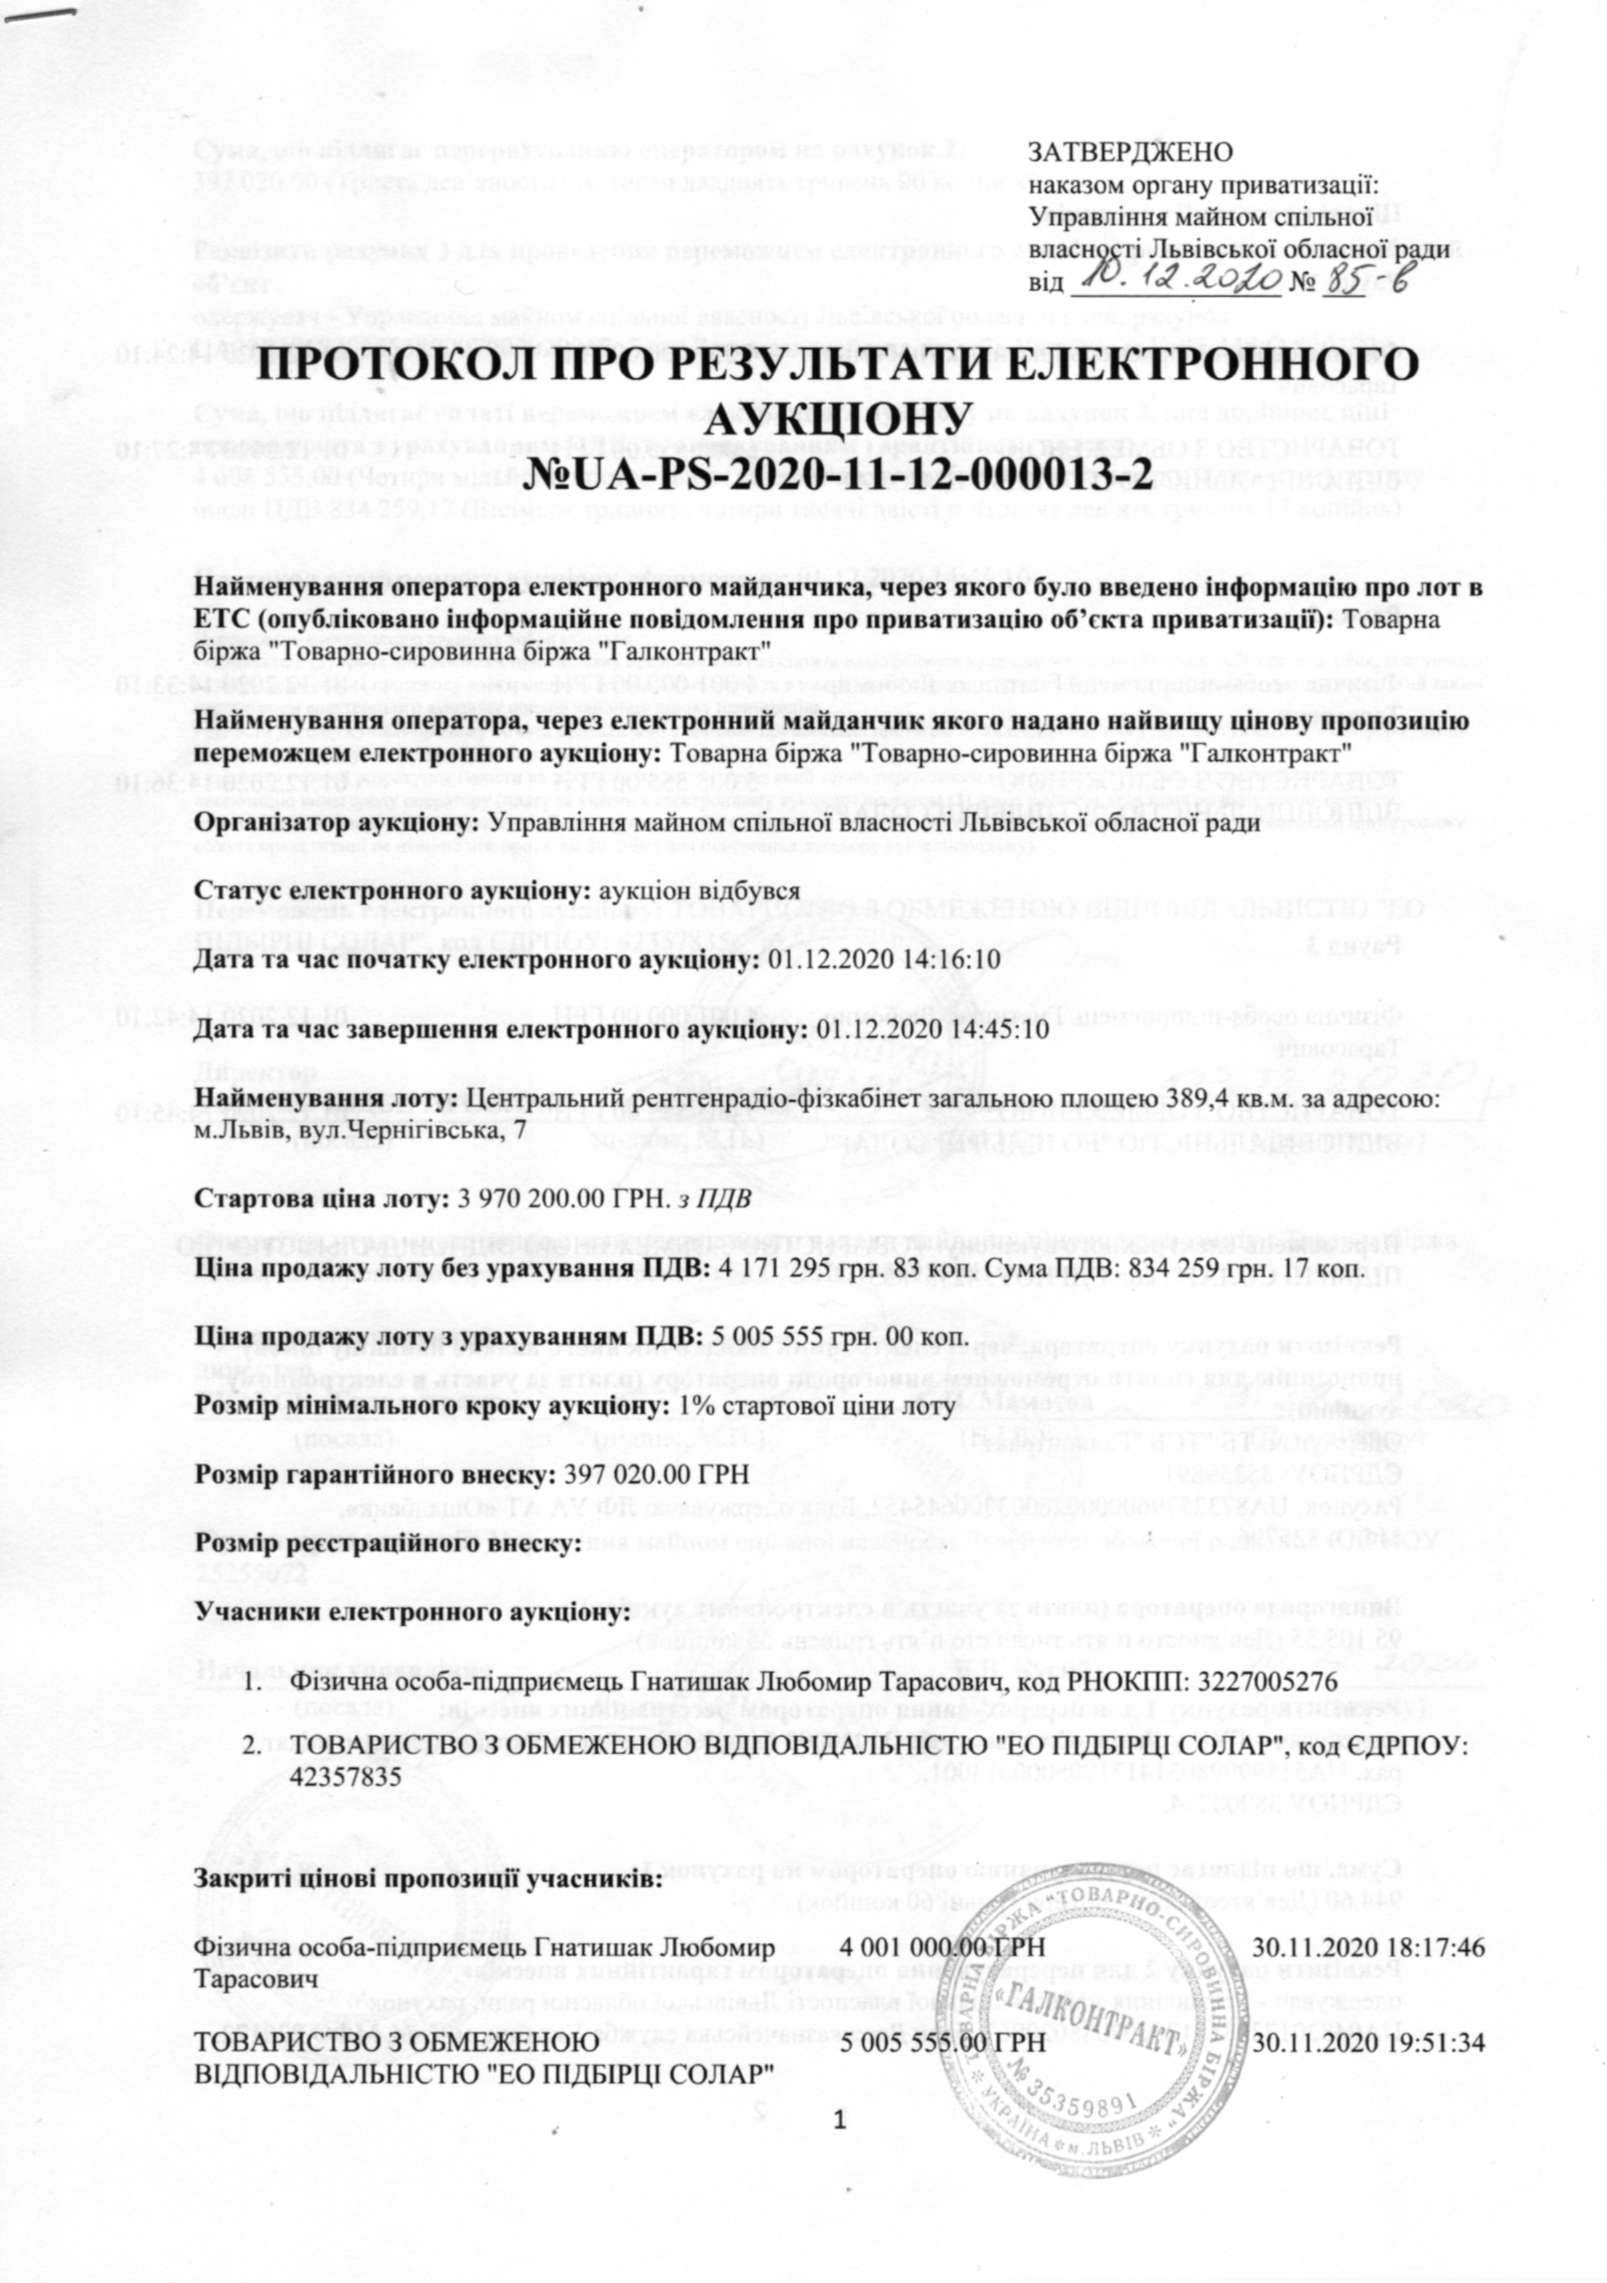 ЗАТВЕРДЖЕНО
наказом органу приватизації:
Управління майном спільної
власності Львівської обласної ради
від 10.12.2020 № 85-в
ПРОТОКОЛ ПРО РЕЗУЛЬТАТИ ЕЛЕКТРОННОГО
АУКЦІОНУ
№UA-PS-2020-11-12-000013-2
Найменування оператора електронного майданчика, через якого було введено інформацію про лот в
ЕТС (опубліковано інформаційне повідомлення про приватизацію об’єкта приватизації): Товарна
біржа "Товарно-сировинна біржа "Галконтракт"
Найменування оператора, через електронний майданчик якого надано найвищу цінову пропозицію
переможцем електронного аукціону: Товарна біржа "Товарно-сировинна біржа "Галконтракт"
Організатор аукціону: Управління майном спільної власності Львівської обласної ради
Статус електронного аукціону: аукціон відбувся
Дата та час початку електронного аукціону: 01.12.2020 14:16:10
Дата та час завершення електронного аукціону: 01.12.2020 14:45:10
Найменування лоту: Центральний рентгенрадіо-фізкабінет загальною площею 389,4 кв.м. за адресою:
м.Львів, вул.Чернігівська, 7
Стартова ціна лоту: 3 970 200.00 ГРН. з ПДВ
Ціна продажу лоту без урахування ПДВ: 4 171 295 грн. 83 коп. Сума ПДВ: 834 259 грн. 17 коп.
Ціна продажу лоту з урахуванням ПДВ: 5 005 555 грн. 00 коп.
Розмір мінімального кроку аукціону: 1% стартової ціни лоту
Розмір гарантійного внеску: 397 020.00 ГРН
Розмір реєстраційного внеску:
Учасники електронного аукціону:
1. Фізична особа-підприємець Гнатишак Любомир Тарасович, код РНОКПП: 3227005276
2. ТОВАРИСТВО З ОБМЕЖЕНОЮ ВІДПОВІДАЛЬНІСТЮ "ЕО ПІДБІРЦІ СОЛАР", код ЄДРПОУ:
42357835
Закриті цінові пропозиції учасників:
Фізична особа-підприємець Гнатишак Любомир 4 001 000.00 ГРН 30.11.2020 18:17:46
Тарасович
ТОВАРИСТВО З ОБМЕЖЕНОЮ 5 005 555.00 ГРН 30.11.2020 19:51:34
ВІДПОВІДАЛЬНІСТЮ "ЕО ПІДБІРЦІ СОЛАР"
ТОВАРНА БІРЖА "ТОВАРНО-СИРОВИННА БІРЖА"
«ГАЛКОНТРАКТ»
№ 35359891
УКРАЇНА м. ЛЬВІВ
1